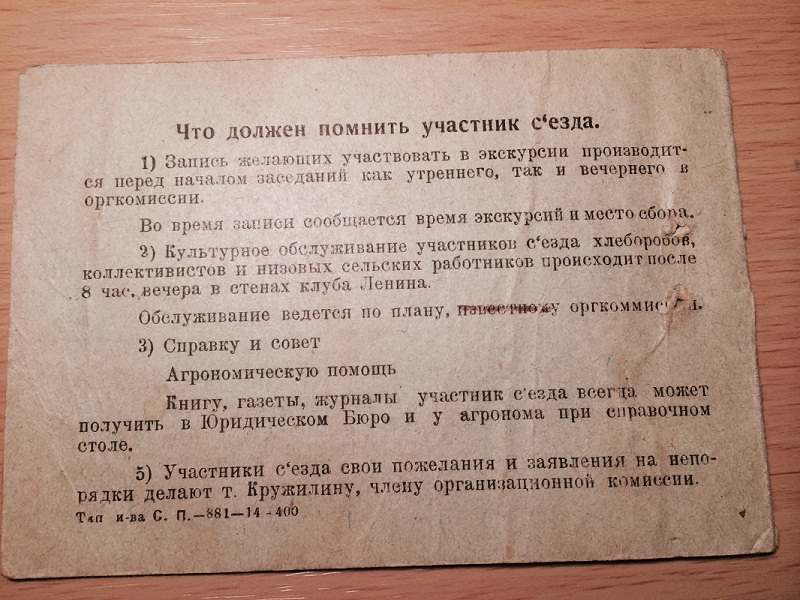 Что должен помнить участник с‘езда.
1) Запись желающих участвовать в экскурсии производит-
ся перед началом заседаний как утреннего, так и вечернего в
оргкомиссии.
Во время записи сообщается время экскурсий и место сбора.
2) Культурное обслуживание участников с‘езда хлеборобов,
коллективистов и низовых сельских работников происходит после
8 час. вечера в стенах клуба Ленина.
Обслуживание ведется по плану, известному оргкоммиссии.
3) Справку и совет
Агрономическую помощь
Книгу, газеты, журналы участник с‘езда всегда может
получить в Юридическом Бюро и у агронома при справочном
столе.
5) Участники с‘езда свои пожелания и заявления на непо-
рядки делают т. Кружилину, члену организационной комиссии.
Тип и-ва С. П.—881—14-400